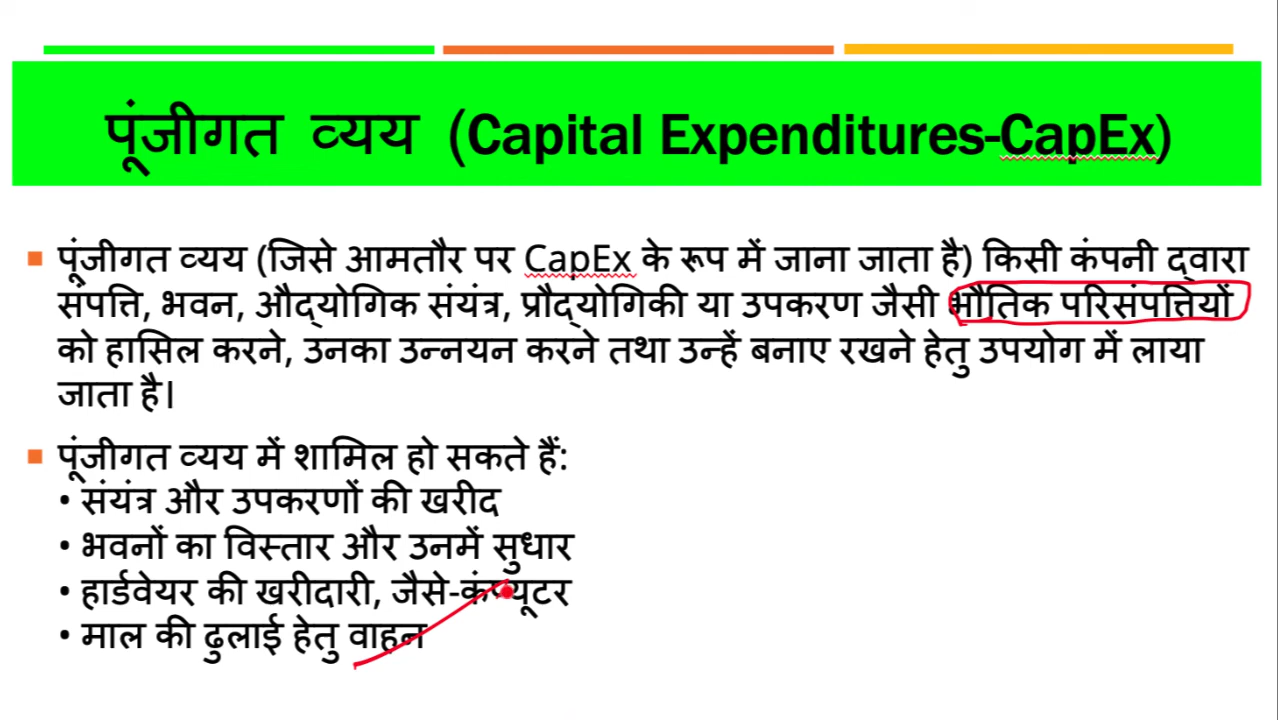 पूंजीगत व्यय (Capital Expenditures-CapEx)
पूंजीगत व्यय (जिसे आमतौर पर CapEx के रूप में जाना जाता है) किसी कंपनी द्वारा
संपत्ति, भवन, औद्योगिक संयंत्र, प्रौद्योगिकी या उपकरण जैसी भौतिक परिसंपत्तियों
को हासिल करने, उनका उन्नयन करने तथा उन्हें बनाए रखने हेतु उपयोग में लाया
जाता है।
पूंजीगत व्यय में शामिल हो सकते हैं:
• संयंत्र और उपकरणों की खरीद
• भवनों का विस्तार और उनमें सुधार
• हार्डवेयर की खरीदारी, जैसे-कंप्यूटर
• माल की ढुलाई हेतु वाहन